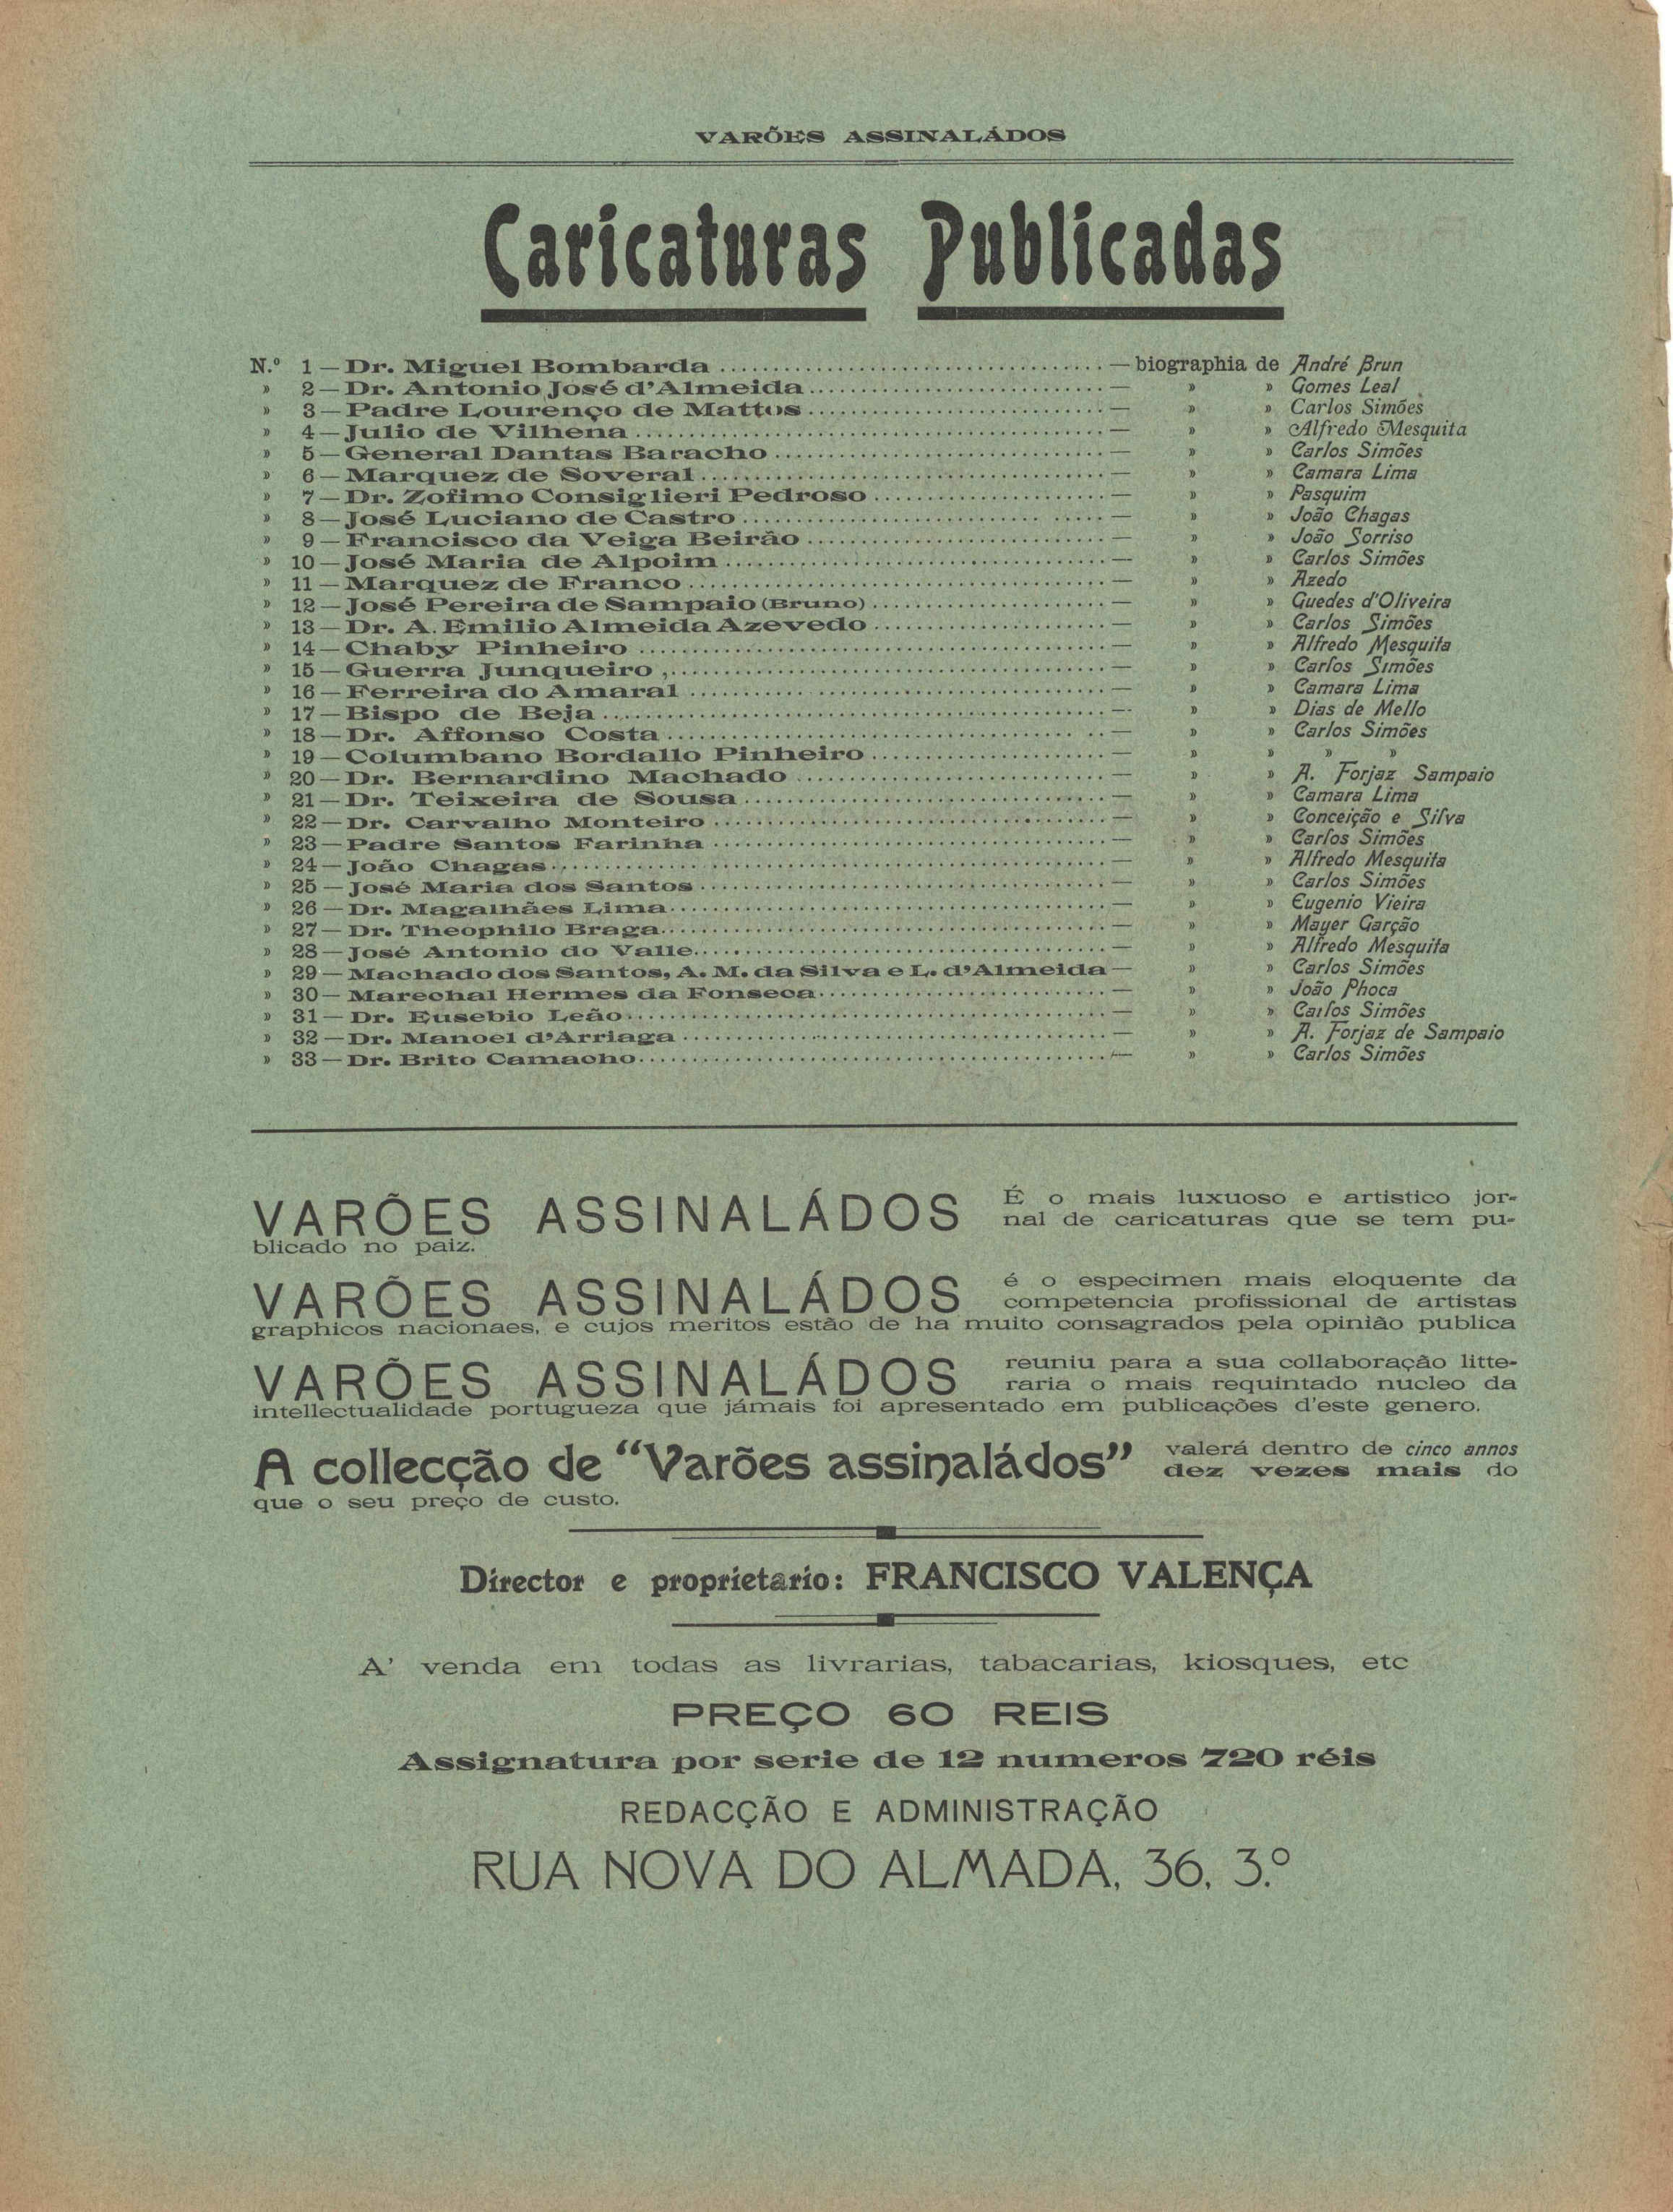 VARÕES ASSINALÁDOS
Caricaturas Publicadas
N.º 1 — Dr. Miguel Bombarda — biographia de André Brun
» 2 — Dr. Antonio José d'Almeida — » » Gomes Leal
» 3 — Padre Lourenço de Mattos — » » Carlos Simões
» 4 — Julio de Vilhena — » » Alfredo Mesquita
» 5 — General Dantas Baracho — » » Carlos Simões
» 6 — Marquez de Soveral — » » Camara Lima
» 7 — Dr. Zofimo Consiglieri Pedroso — » » Pasquim
» 8 — José Luciano de Castro — » » João Chagas
» 9 — Francisco da Veiga Beirão — » » João Sorriso
» 10 — José Maria de Alpoim — » » Carlos Simões
» 11 — Marquez de Franco — » » Azedo
» 12 — José Pereira de Sampaio (Bruno) — » » Guedes d'Oliveira
» 13 — Dr. A. Emilio Almeida Azevedo — » » Carlos Simões
» 14 — Chaby Pinheiro — » » Alfredo Mesquita
» 15 — Guerra Junqueiro , — » » Carlos Simões
» 16 — Ferreira do Amaral — » » Camara Lima
» 17 — Bispo de Beja — » » Dias de Mello
» 18 — Dr. Affonso Costa — » » Carlos Simões
» 19 — Columbano Bordallo Pinheiro — » » » »
» 20 — Dr. Bernardino Machado — » » A. Forjaz Sampaio
» 21 — Dr. Teixeira de Sousa — » » Camara Lima
» 22 — Dr. Carvalho Monteiro — » » Conceição e Silva
» 23 — Padre Santos Farinha — » » Carlos Simões
» 24 — João Chagas — » » Alfredo Mesquita
» 25 — José Maria dos Santos — » » Carlos Simões
» 26 — Dr. Magalhães Lima — » » Eugenio Vieira
» 27 — Dr. Theophilo Braga — » » Mayer Garção
» 28 — José Antonio do Valle — » » Alfredo Mesquita
» 29 — Machado dos Santos, A. M. da Silva e L. d'Almeida — » » Carlos Simões
» 30 — Marechal Hermes da Fonseca — » » João Phoca
» 31 — Dr. Eusebio Leão — » » Carlos Simões
» 32 — Dr. Manoel d'Arriaga — » » A. Forjaz de Sampaio
» 33 — Dr. Brito Camacho — » » Carlos Simões
VARÕES ASSINALÁDOS É o mais luxuoso e artistico jor-
nal de caricaturas que se tem pu-
blicado no paiz.
VARÕES ASSINALÁDOS é o especimen mais eloquente da
competencia profissional de artistas
graphicos nacionaes, e cujos meritos estão de ha muito consagrados pela opinião publica
VARÕES ASSINALÁDOS reuniu para a sua collaboração litte-
raria o mais requintado nucleo da
intellectualidade portugueza que jámais foi apresentado em publicações d'este genero.
A collecção de "Varões assinaládos" valerá dentro de cinco annos
dez vezes mais do
que o seu preço de custo.
Director e proprietario: FRANCISCO VALENÇA
A' venda em todas as livrarias, tabacarias, kiosques, etc
PREÇO 60 REIS
Assignatura por serie de 12 numeros 720 réis
REDACÇÃO E ADMINISTRAÇÃO
RUA NOVA DO ALMADA, 36, 3.º